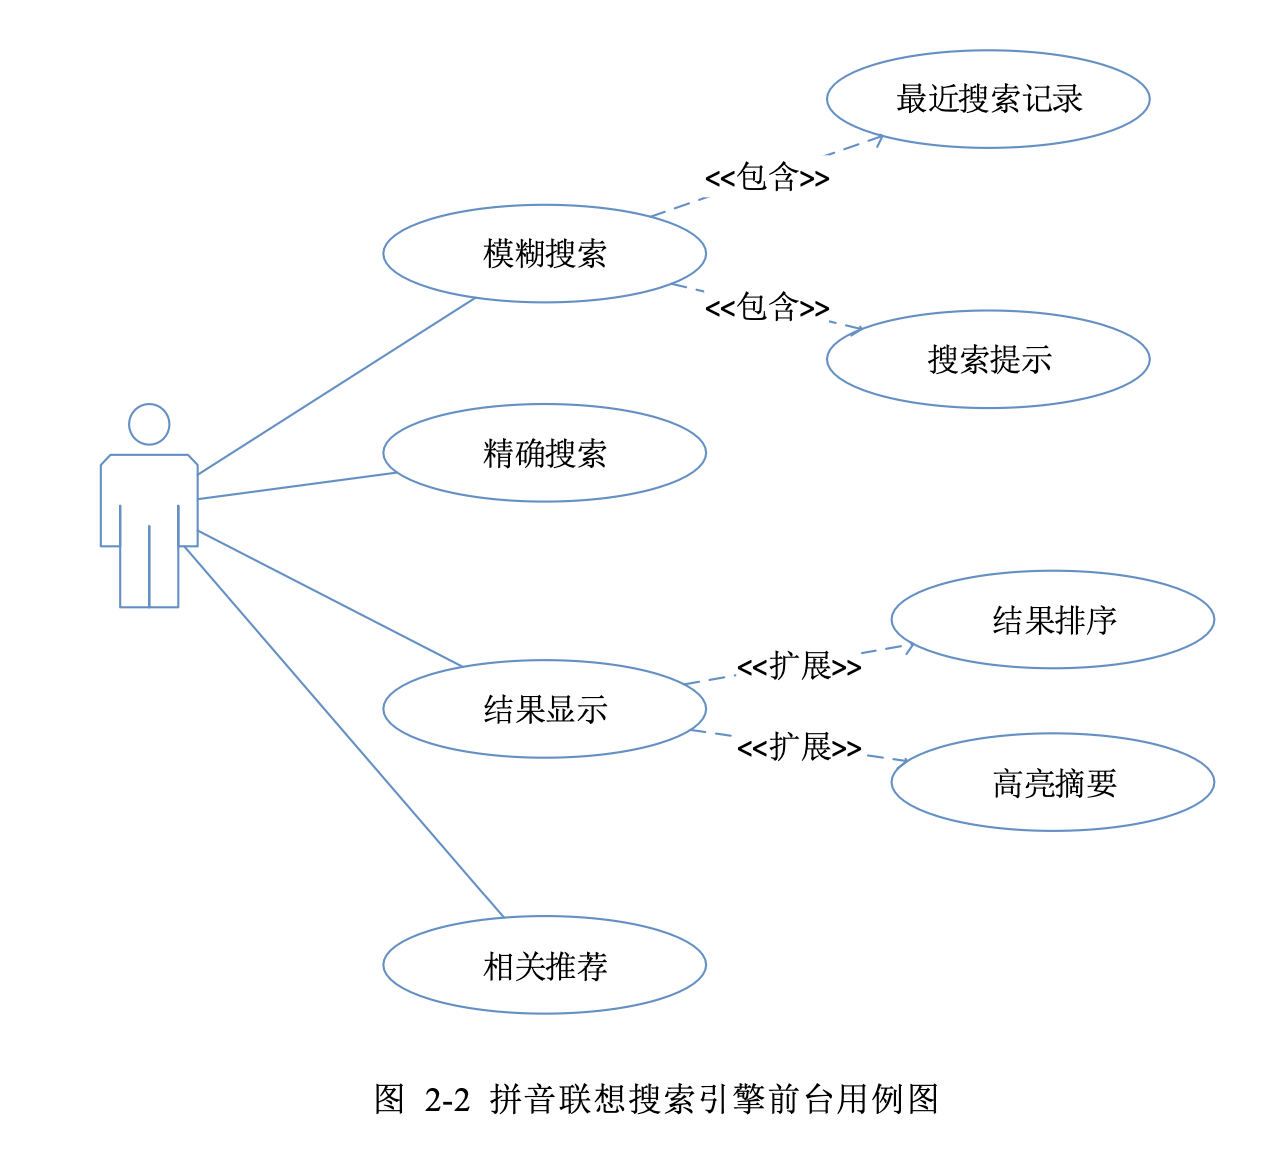 最近搜索记录
<<包含>>
模糊搜索
<<包含>>
搜索提示
精确搜索
结果排序
<<扩展>>
结果显示
<<扩展>>
高亮摘要
相关推荐
图 2-2 拼音联想搜索引擎前台用例图